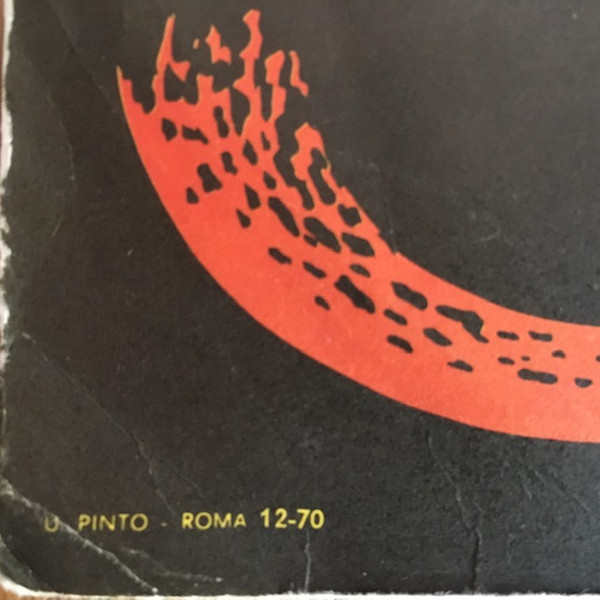 U. PINTO - ROMA 12-70